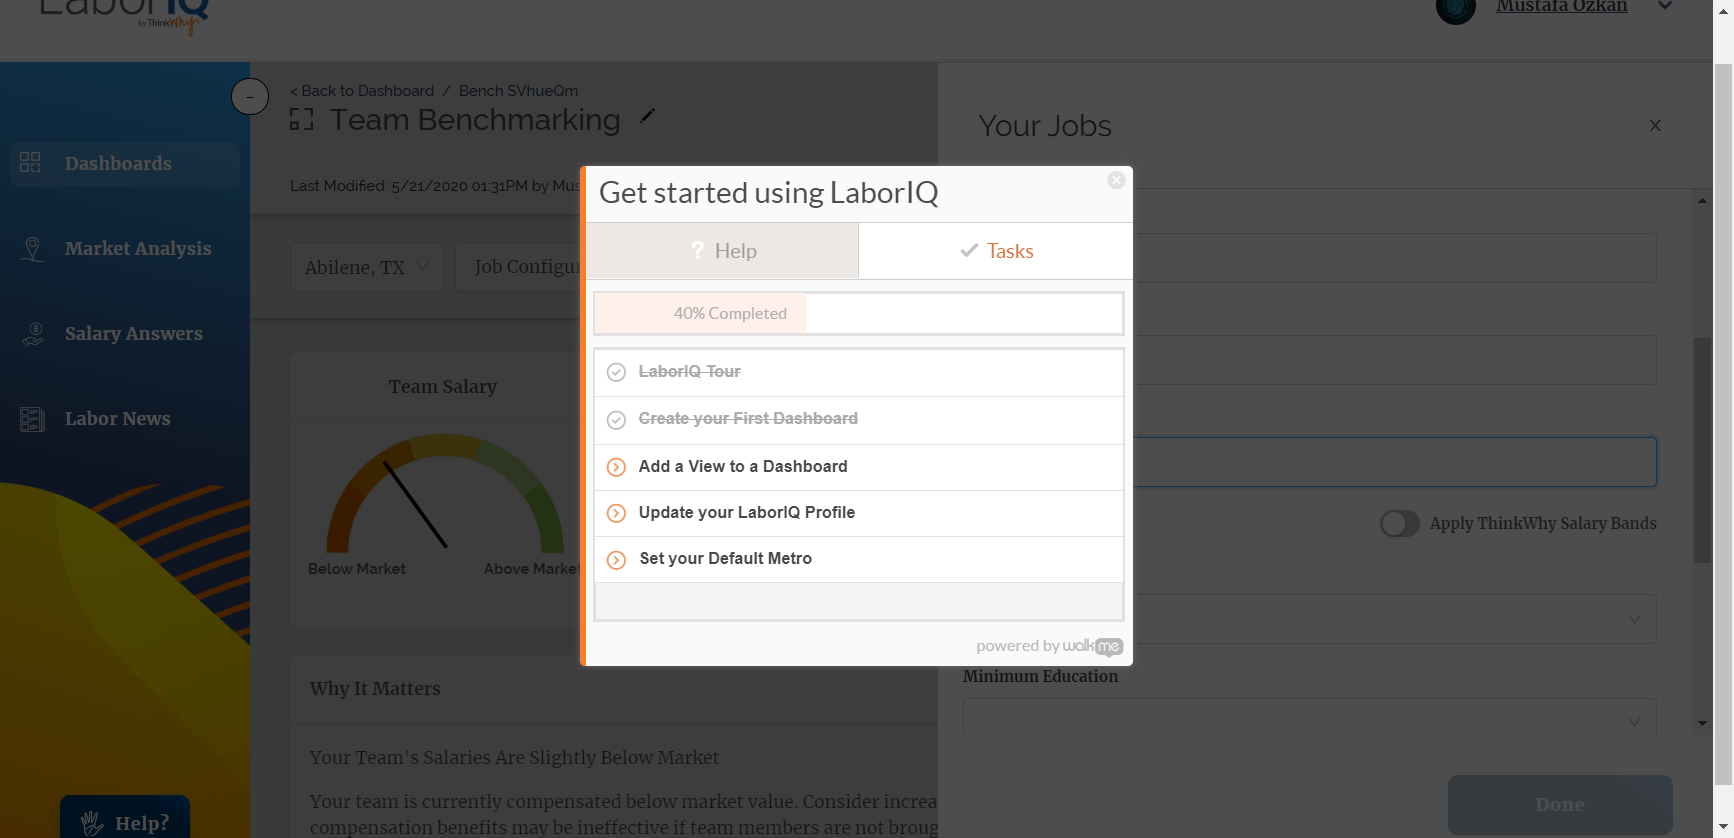 LaborIQ
by ThinkWhy
Mustafa Ozkan
< Back to Dashboard / Bench SVhueQm
Team Benchmarking
Last Modified: 5/21/2020 01:31PM by Mus
Your Jobs
Dashboards
Market Analysis
Salary Answers
Labor News
Help?
Abilene, TX
Job Configur
Team Salary
Below Market
Above Market
Why It Matters
Your Team's Salaries Are Slightly Below Market
Your team is currently compensated below market value. Consider increa
compensation benefits may be ineffective if team members are not broug
Get started using LaborIQ
? Help
Tasks
40% Completed
LaborIQ Tour
Create your First Dashboard
Add a View to a Dashboard
Update your LaborIQ Profile
Set your Default Metro
powered by walkme
Apply ThinkWhy Salary Bands
Minimum Education
Done